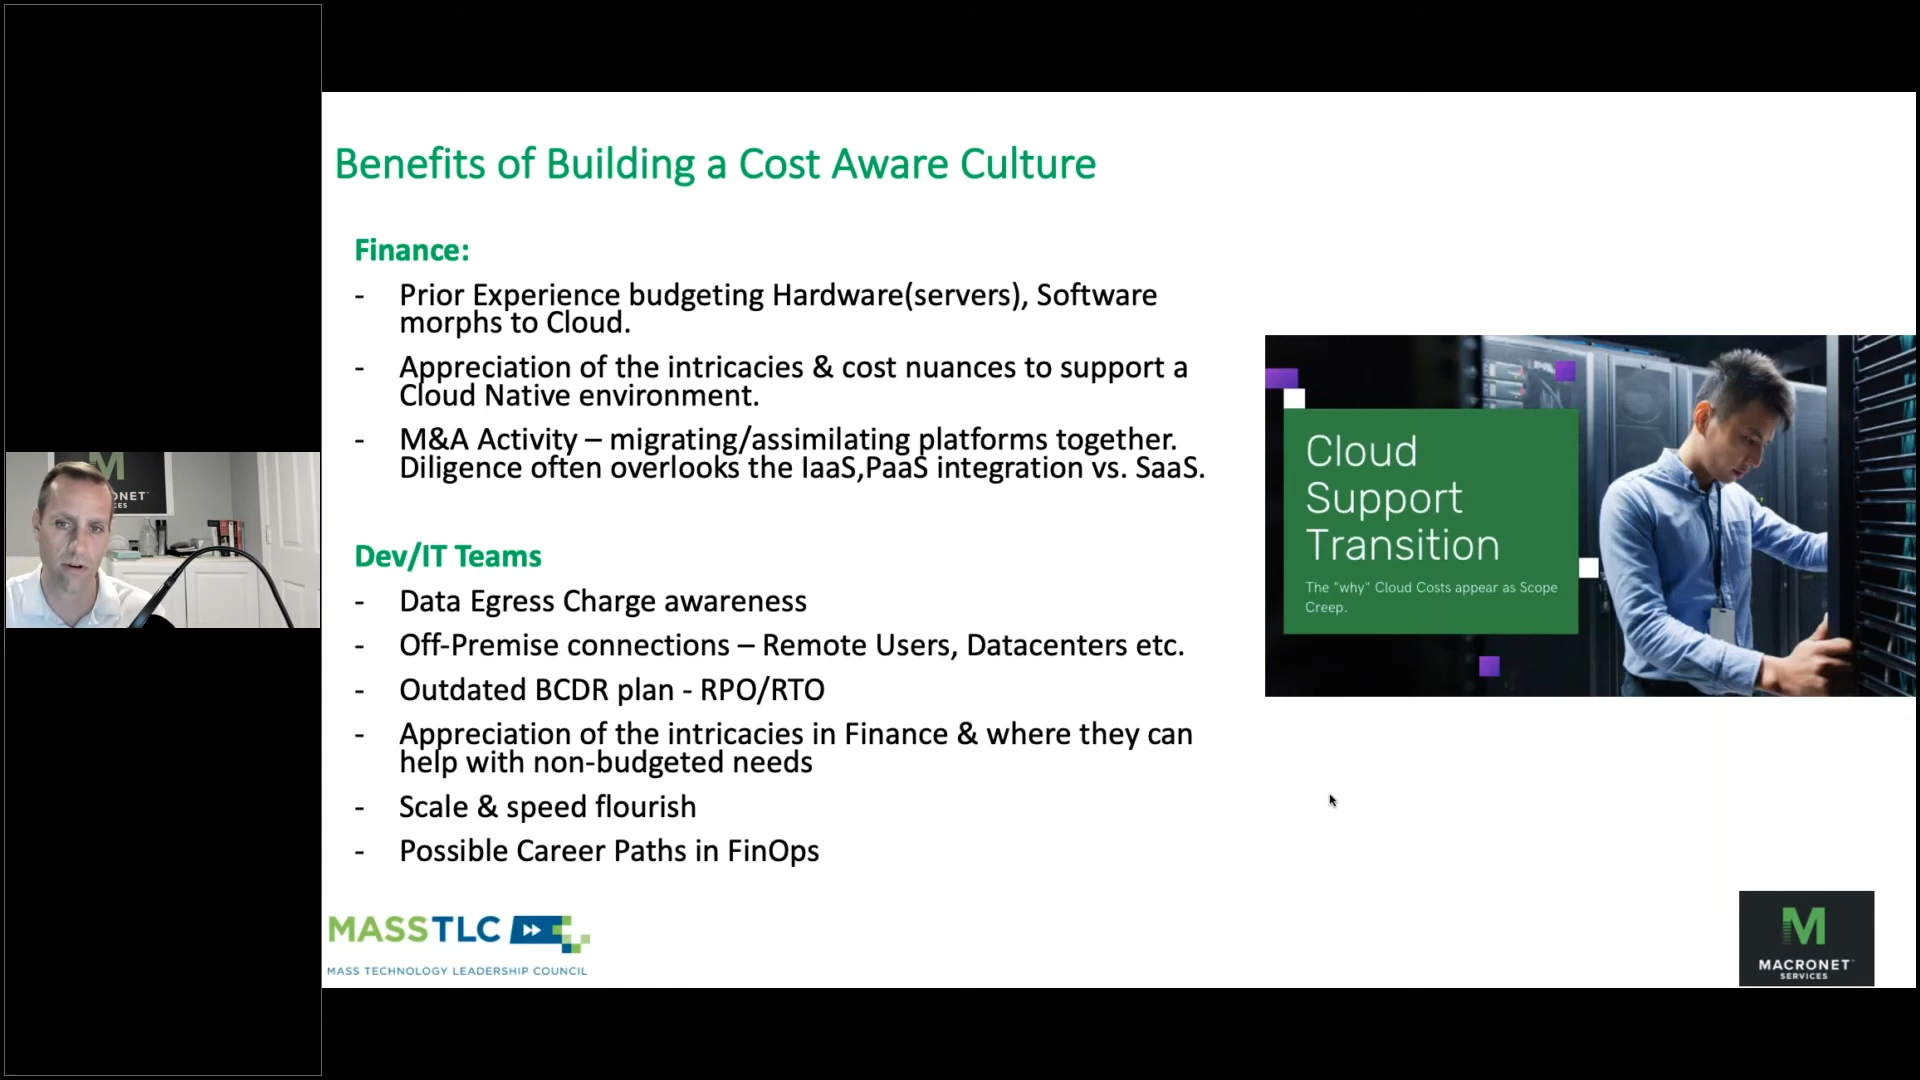 Benefits of Building a Cost Aware Culture
Finance:
- Prior Experience budgeting Hardware(servers), Software
morphs to Cloud.
- Appreciation of the intricacies & cost nuances to support a
Cloud Native environment.
- M&A Activity – migrating/assimilating platforms together.
Diligence often overlooks the IaaS,PaaS integration vs. SaaS.
Dev/IT Teams
- Data Egress Charge awareness
- Off-Premise connections – Remote Users, Datacenters etc.
- Outdated BCDR plan - RPO/RTO
- Appreciation of the intricacies in Finance & where they can
help with non-budgeted needs
- Scale & speed flourish
- Possible Career Paths in FinOps
Cloud
Support
Transition
The "why" Cloud Costs appear as Scope
Creep.
M
ONET
CES
MASSTLC
MASS TECHNOLOGY LEADERSHIP COUNCIL
M
MACRONET
SERVICES